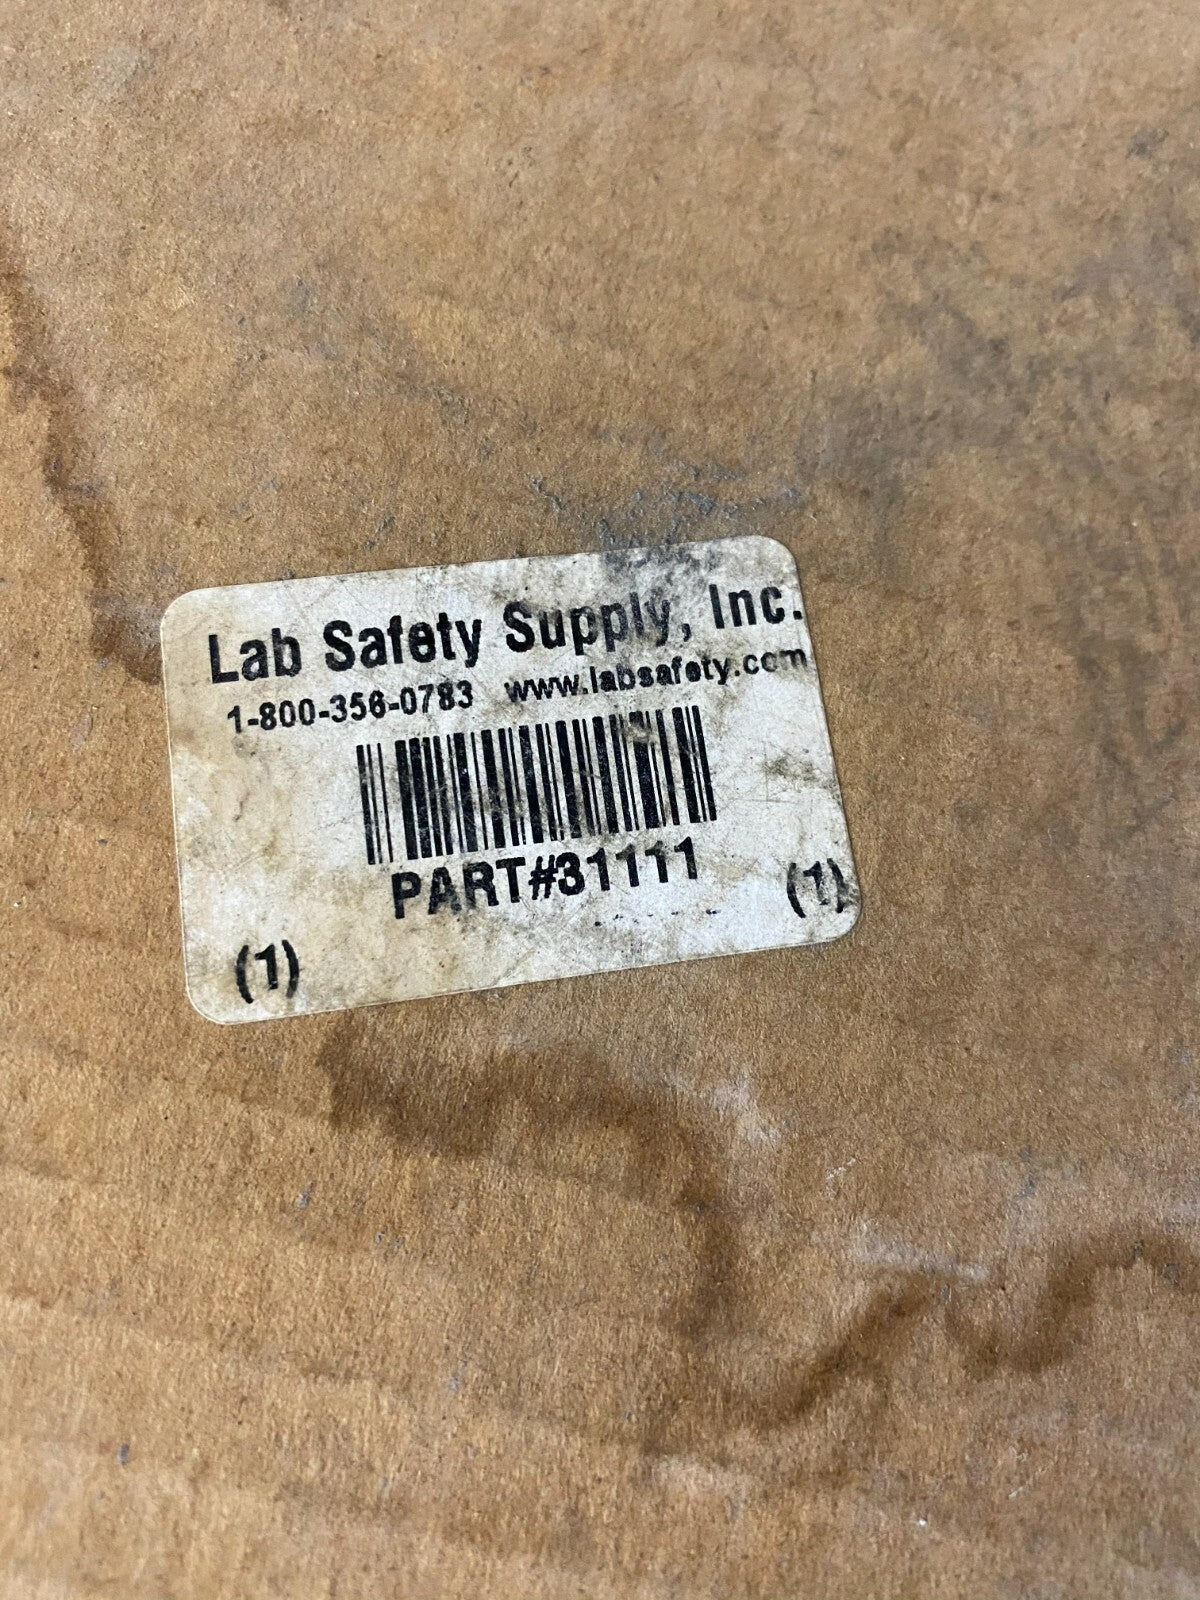 Lab Safety Supply, Inc.
1-800-356-0783 www.labsafety.com
PART#31111
(1)
(1)